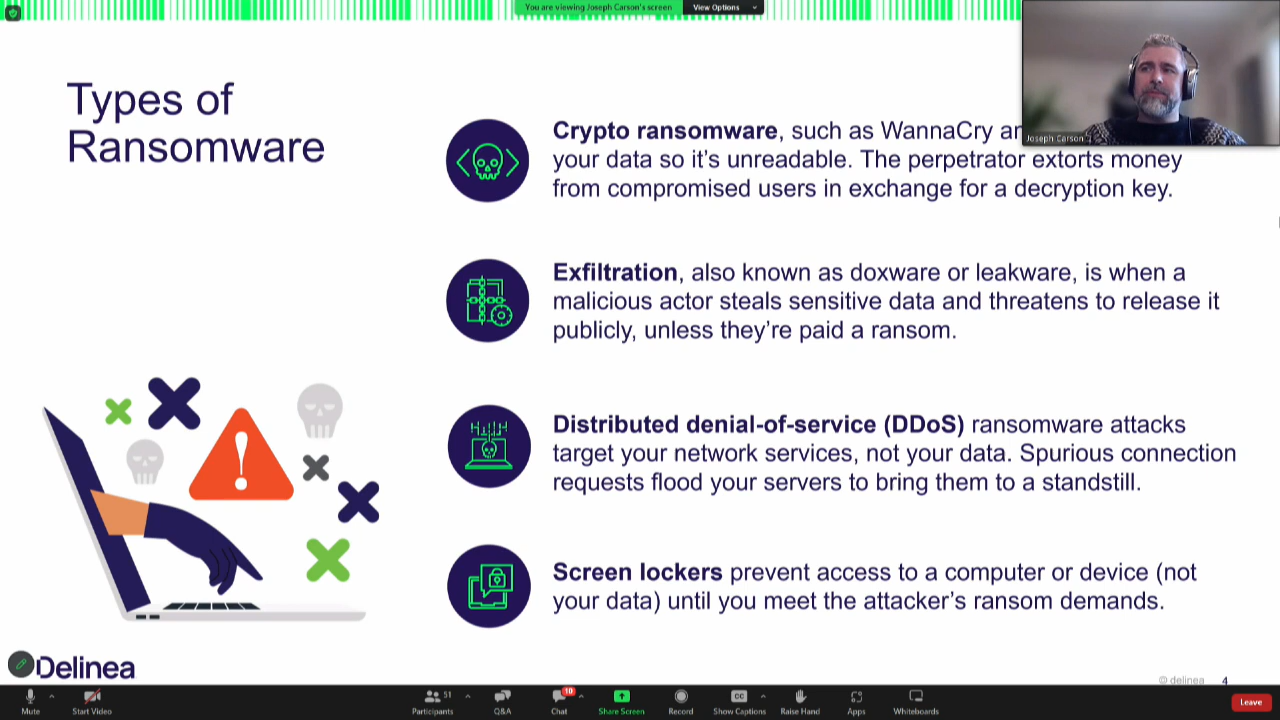 You are viewing Joseph Carson's screen
View Options
Types of
Ransomware
Joseph Carson
Crypto ransomware, such as WannaCry
your data so it's unreadable. The perpetrator extorts money
from compromised users in exchange for a decryption key.
Exfiltration, also known as doxware or leakware, is when a
malicious actor steals sensitive data and threatens to release it
publicly, unless they're paid a ransom.
Distributed denial-of-service (DDoS) ransomware attacks
target your network services, not your data. Spurious connection
requests flood your servers to bring them to a standstill.
Screen lockers prevent access to a computer or device (not
your data) until you meet the attacker's ransom demands.
Delinea
© delinea 4
51
10
CC
Mute
Start Video
Participants
Q&A
Chat
Share Screen
Record
Show Captions
Raise Hand
Apps
Whiteboards
Leave